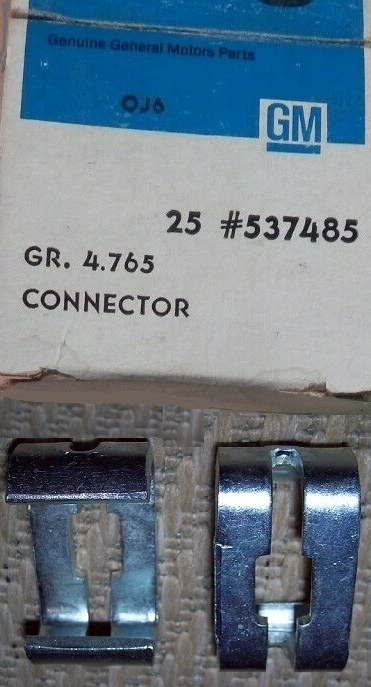 Genuine General Motors Parts
OJ6
GM
25 #537485
GR. 4.765
CONNECTOR